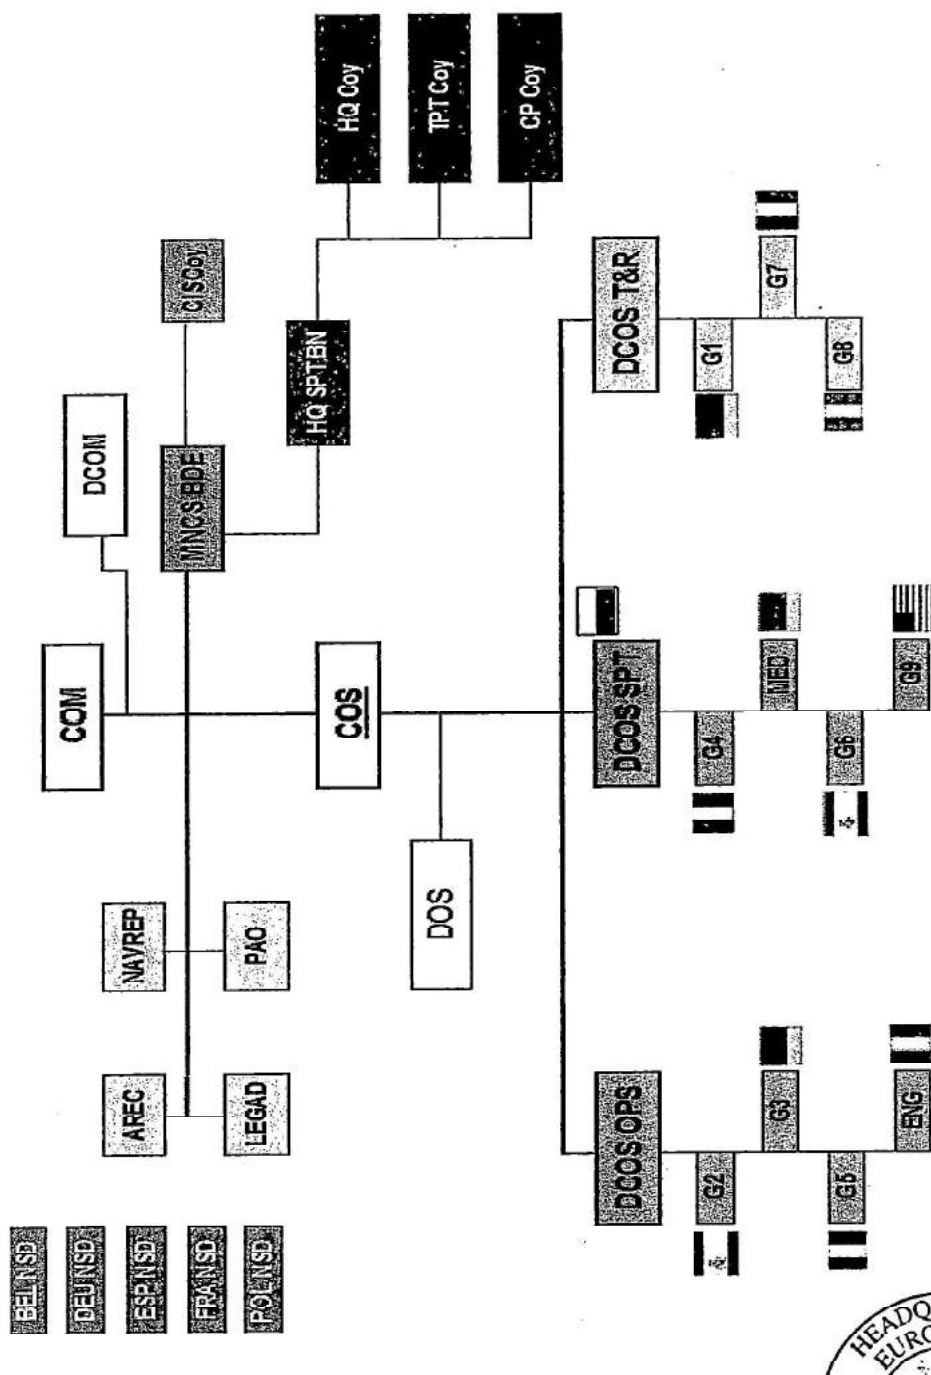 BEL NSD
DEU NSD
ESP NSD
FRA NSD
POL NSD
COM
DCOM
AREC
NAVREP
MNCS BDE
CIS Coy
LEGAD
PAO
HQ SPT BN
COS
HQ Coy
DOS
TPT Coy
CP Coy
DCOS OPS
DCOS SPT
DCOS T&R
G2
G4
G1
G3
MED
G7
G5
G6
G8
ENG
G9
HEADQ
EURO